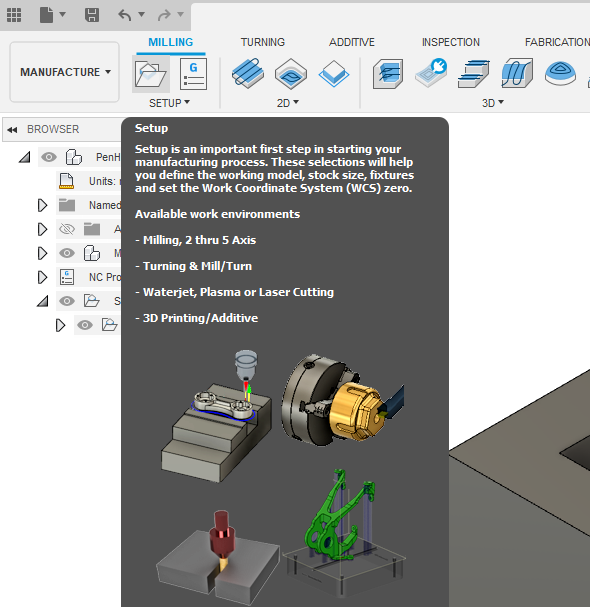 MILLING TURNING ADDITIVE INSPECTION FABRICATION
MANUFACTURE
G
SETUP 2D 3D
BROWSER
PenH
Units:
Named
A
M
G
NC Pro
S
Setup
Setup is an important first step in starting your
manufacturing process. These selections will help
you define the working model, stock size, fixtures
and set the Work Coordinate System (WCS) zero.
Available work environments
- Milling, 2 thru 5 Axis
- Turning & Mill/Turn
- Waterjet, Plasma or Laser Cutting
- 3D Printing/Additive